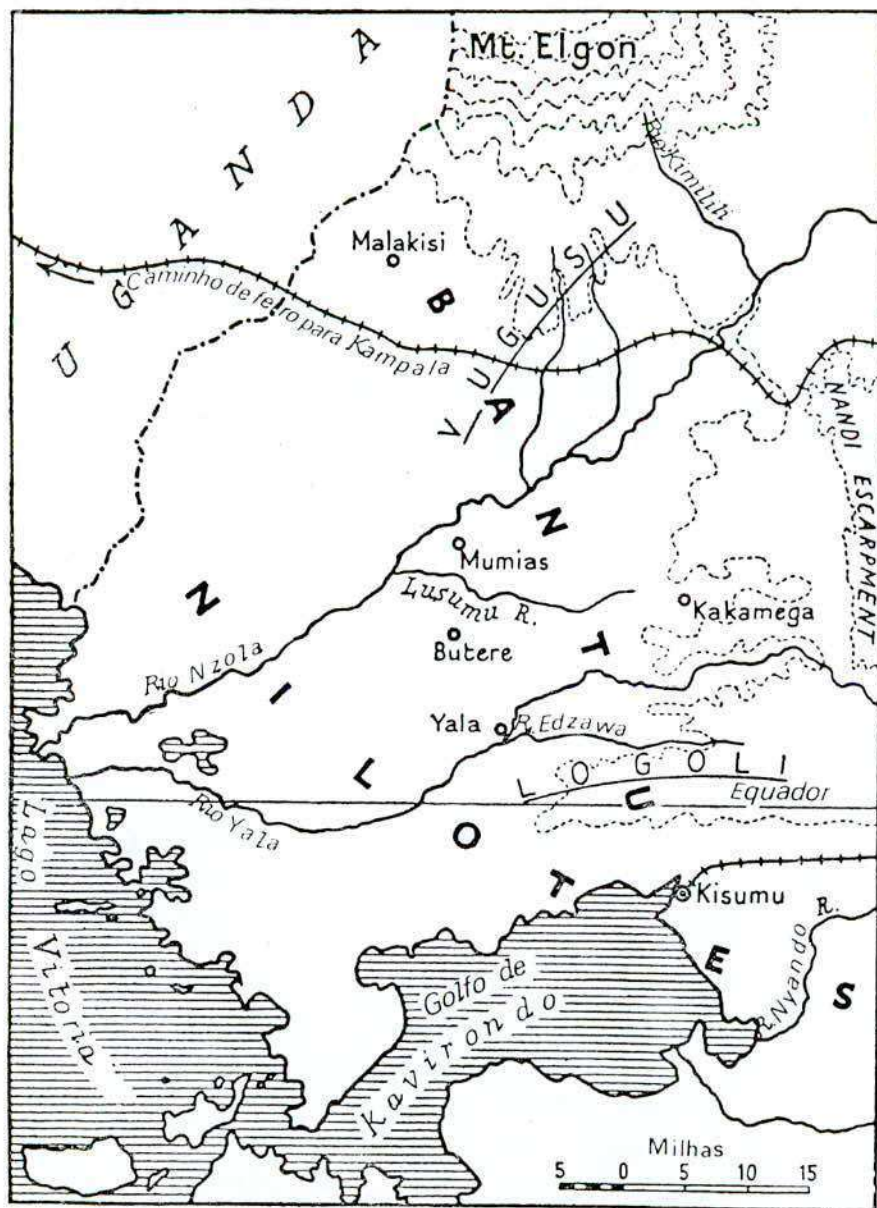 Mt. Elgon
UGANDA
Rio Kimilih
Malakisi
Caminho de ferro para Kampala
VUGUSU
BANTU
NANDI ESCARPMENT
Mumias
Lusumu R.
Kakamega
Butere
Rio Nzola
NILOTES
Yala
R. Edzawa
LOGOLI
Equador
Rio Yala
Lago Vitoria
Kisumu
Golfo de Kavirondo
R. Nyando R.
Milhas
5 0 5 10 15